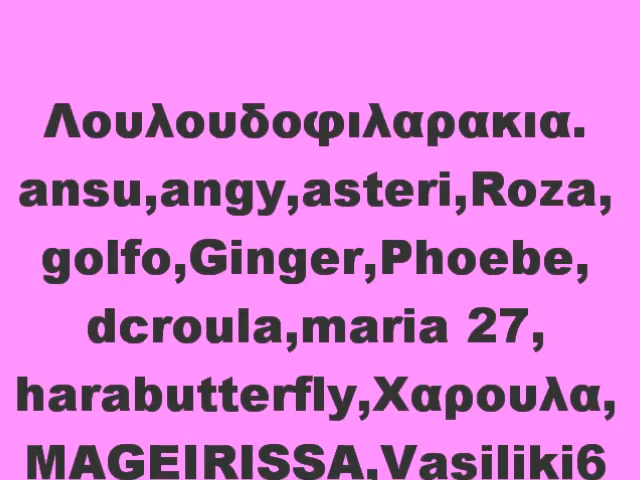 Λουλουδοφιλαρακια.
ansu,angy,asteri,Roza,
golfo,Ginger,Phoebe,
dcroula,maria 27,
harabutterfly,Χαρουλα,
MAGEIRISSA,Vasiliki6